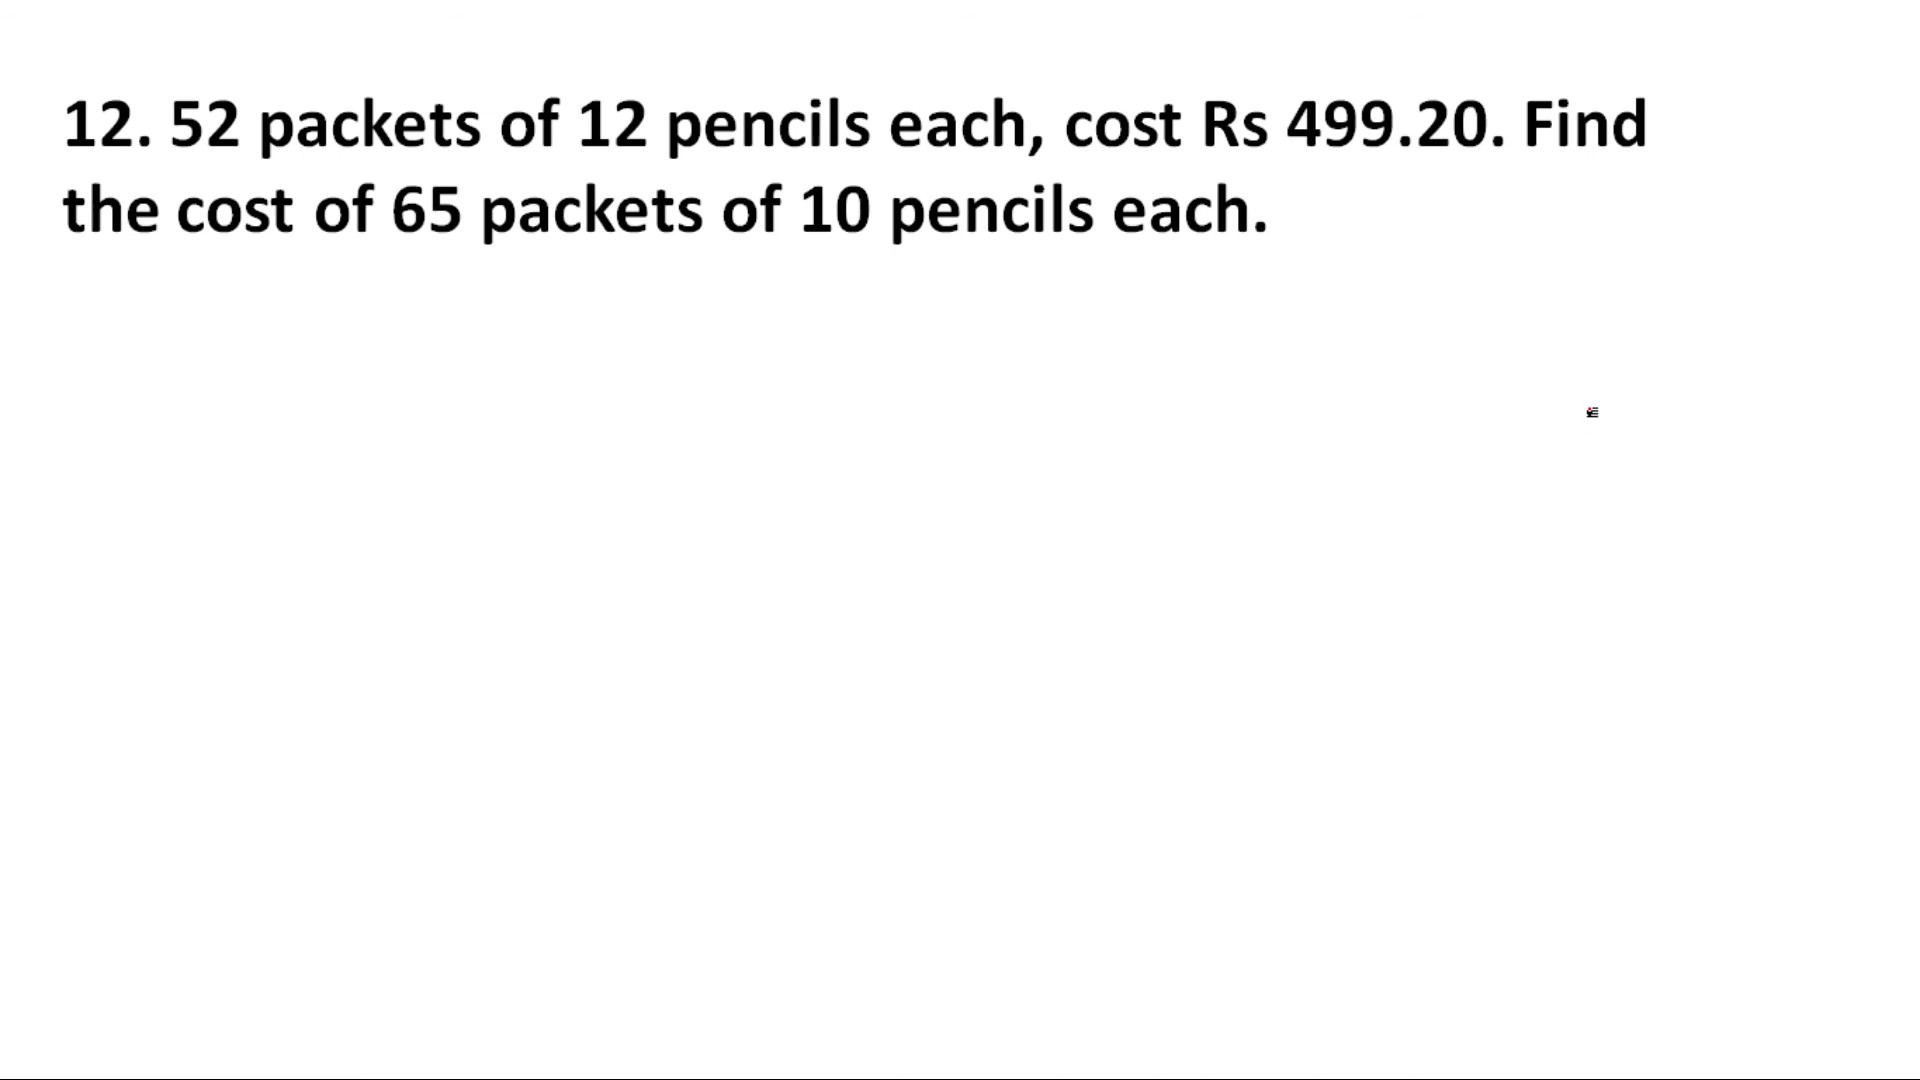 12. 52 packets of 12 pencils each, cost Rs 499.20. Find
the cost of 65 packets of 10 pencils each.